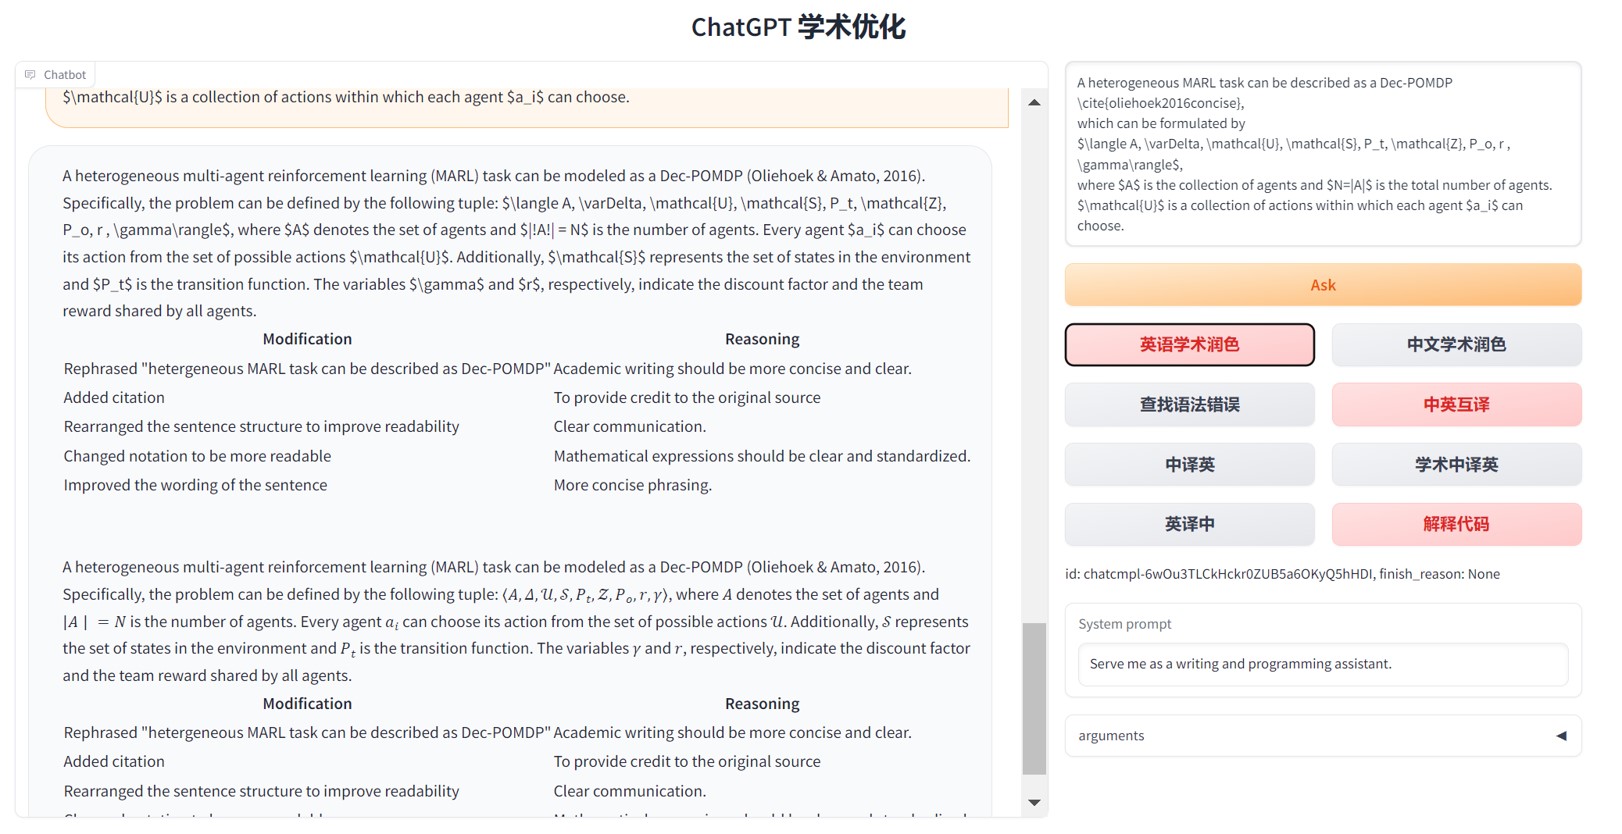 ChatGPT 学术优化
Chatbot
$\mathcal{U}$ is a collection of actions within which each agent $a_i$ can choose.
A heterogeneous multi-agent reinforcement learning (MARL) task can be modeled as a Dec-POMDP (Oliehoek & Amato, 2016).
Specifically, the problem can be defined by the following tuple: $\langle A, \varDelta, \mathcal{U}, \mathcal{S}, P_t, \mathcal{Z},
P_o, r , \gamma\rangle$, where $A$ denotes the set of agents and $|!A!| = N$ is the number of agents. Every agent $a_i$ can choose
its action from the set of possible actions $\mathcal{U}$. Additionally, $\mathcal{S}$ represents the set of states in the environment
and $P_t$ is the transition function. The variables $\gamma$ and $r$, respectively, indicate the discount factor and the team
reward shared by all agents.
Modification Reasoning
Rephrased "hetergeneous MARL task can be described as Dec-POMDP" Academic writing should be more concise and clear.
Added citation To provide credit to the original source
Rearranged the sentence structure to improve readability Clear communication.
Changed notation to be more readable Mathematical expressions should be clear and standardized.
Improved the wording of the sentence More concise phrasing.
A heterogeneous multi-agent reinforcement learning (MARL) task can be modeled as a Dec-POMDP (Oliehoek & Amato, 2016).
Specifically, the problem can be defined by the following tuple: ⟨A, Δ, 𝒰, 𝒮, P_t, 𝒵, P_o, r, γ⟩, where A denotes the set of agents and
|A| = N is the number of agents. Every agent a_i can choose its action from the set of possible actions 𝒰. Additionally, 𝒮 represents
the set of states in the environment and P_t is the transition function. The variables γ and r, respectively, indicate the discount factor
and the team reward shared by all agents.
Modification Reasoning
Rephrased "hetergeneous MARL task can be described as Dec-POMDP" Academic writing should be more concise and clear.
Added citation To provide credit to the original source
Rearranged the sentence structure to improve readability Clear communication.
A heterogeneous MARL task can be described as a Dec-POMDP
\cite{oliehoek2016concise},
which can be formulated by
$\langle A, \varDelta, \mathcal{U}, \mathcal{S}, P_t, \mathcal{Z}, P_o, r ,
\gamma\rangle$,
where $A$ is the collection of agents and $N=|A|$ is the total number of agents.
$\mathcal{U}$ is a collection of actions within which each agent $a_i$ can
choose.
Ask
英语学术润色 中文学术润色
查找语法错误 中英互译
中译英 学术中译英
英译中 解释代码
id: chatcmpl-6wOu3TLCkHckr0ZUB5a6OKyQ5hHDI, finish_reason: None
System prompt
Serve me as a writing and programming assistant.
arguments